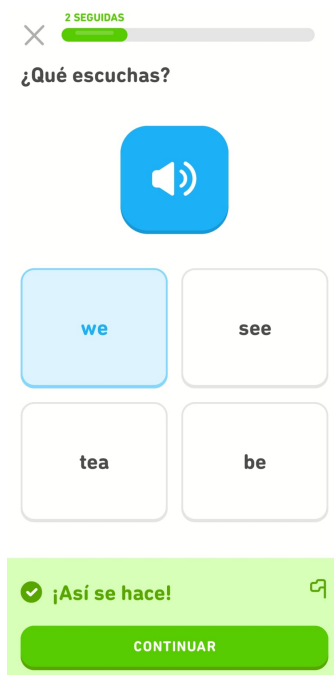 2 SEGUIDAS
¿Qué escuchas?
we
see
tea
be
¡Así se hace!
CONTINUAR